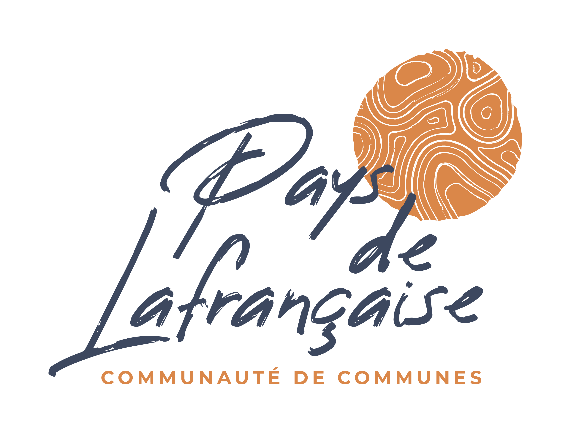 Pays
de
Lafrançaise
COMMUNAUTÉ DE COMMUNES